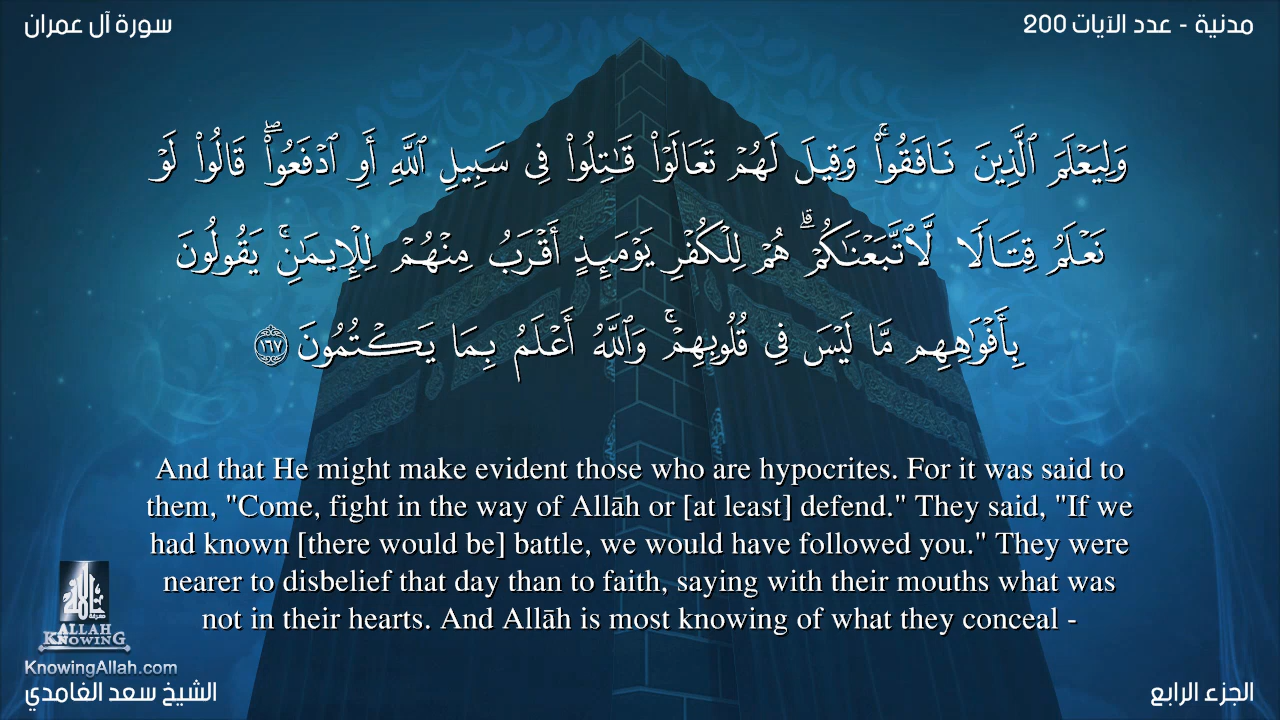 سورة آل عمران
مدنية - عدد الآيات 200
وَلِيَعْلَمَ ٱلَّذِينَ نَافَقُوا۟ ۚ وَقِيلَ لَهُمْ تَعَالَوْا۟ قَٰتِلُوا۟ فِى سَبِيلِ ٱللَّهِ أَوِ ٱدْفَعُوا۟ ۖ قَالُوا۟ لَوْ
نَعْلَمُ قِتَالًا لَّٱتَّبَعْنَٰكُمْ ۗ هُمْ لِلْكُفْرِ يَوْمَئِذٍ أَقْرَبُ مِنْهُمْ لِلْإِيمَٰنِ ۚ يَقُولُونَ
بِأَفْوَٰهِهِم مَّا لَيْسَ فِى قُلُوبِهِمْ ۗ وَٱللَّهُ أَعْلَمُ بِمَا يَكْتُمُونَ ١٦٧
And that He might make evident those who are hypocrites. For it was said to
them, "Come, fight in the way of Allāh or [at least] defend." They said, "If we
had known [there would be] battle, we would have followed you." They were
nearer to disbelief that day than to faith, saying with their mouths what was
not in their hearts. And Allāh is most knowing of what they conceal -
ALLAH
KNOWING
KnowingAllah.com
الشيخ سعد الغامدي
الجزء الرابع